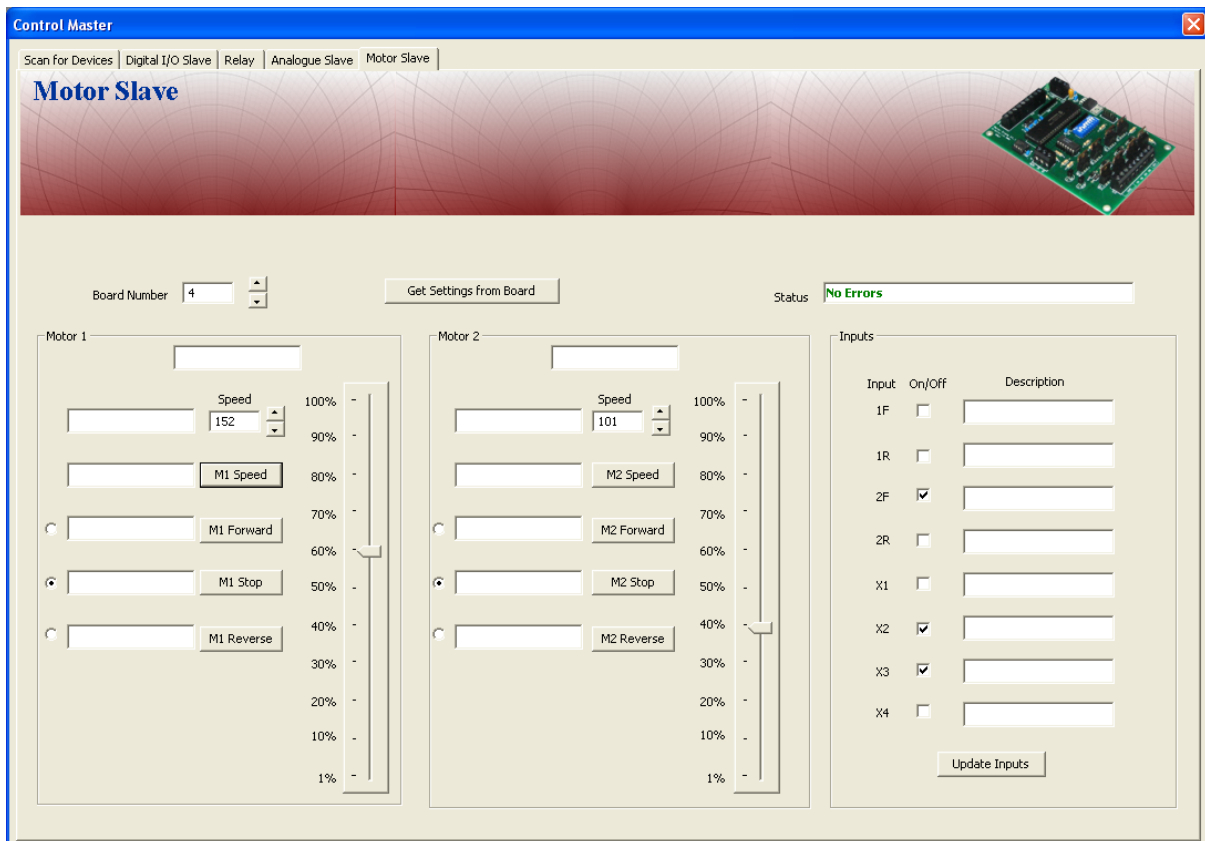 Control Master
Scan for Devices Digital I/O Slave Relay Analogue Slave Motor Slave
Motor Slave
Board Number 4 Get Settings from Board Status No Errors
Motor 1
Speed
152
M1 Speed
M1 Forward
M1 Stop
M1 Reverse
100%
90%
80%
70%
60%
50%
40%
30%
20%
10%
1%
Motor 2
Speed
101
M2 Speed
M2 Forward
M2 Stop
M2 Reverse
100%
90%
80%
70%
60%
50%
40%
30%
20%
10%
1%
Inputs
Input On/Off Description
1F
1R
2F
2R
X1
X2
X3
X4
Update Inputs